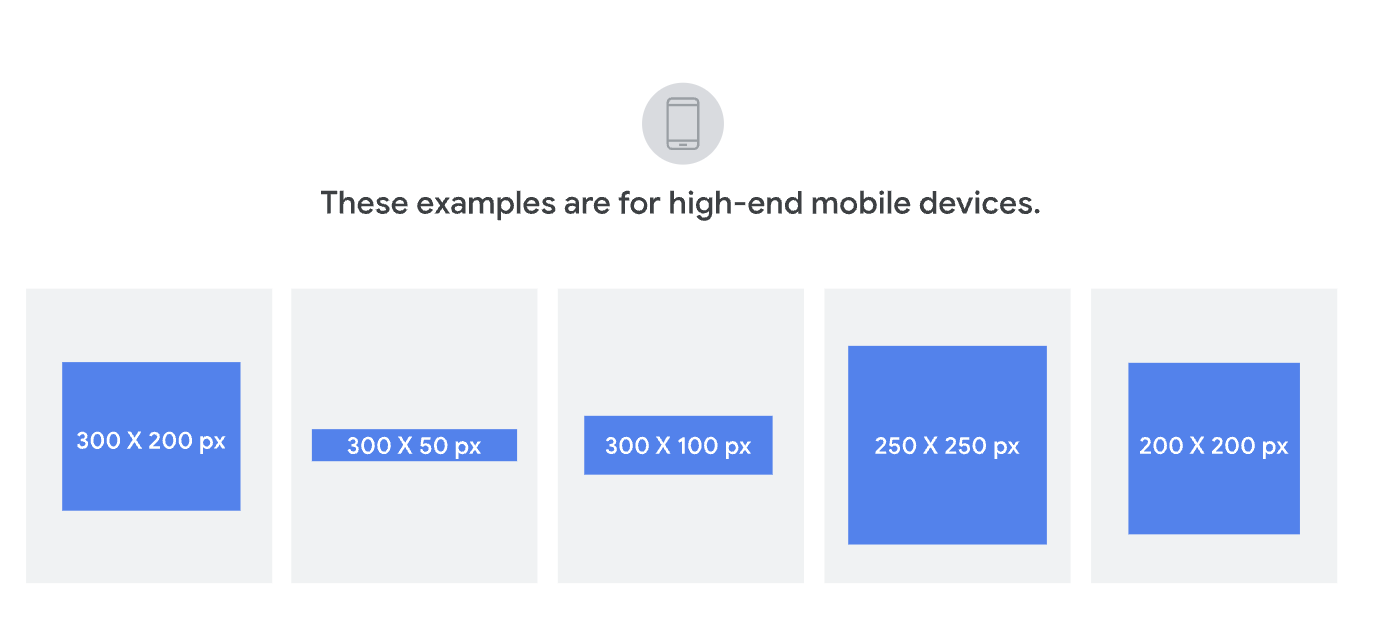 These examples are for high-end mobile devices.
300 X 200 px
300 X 50 px
300 X 100 px
250 X 250 px
200 X 200 px